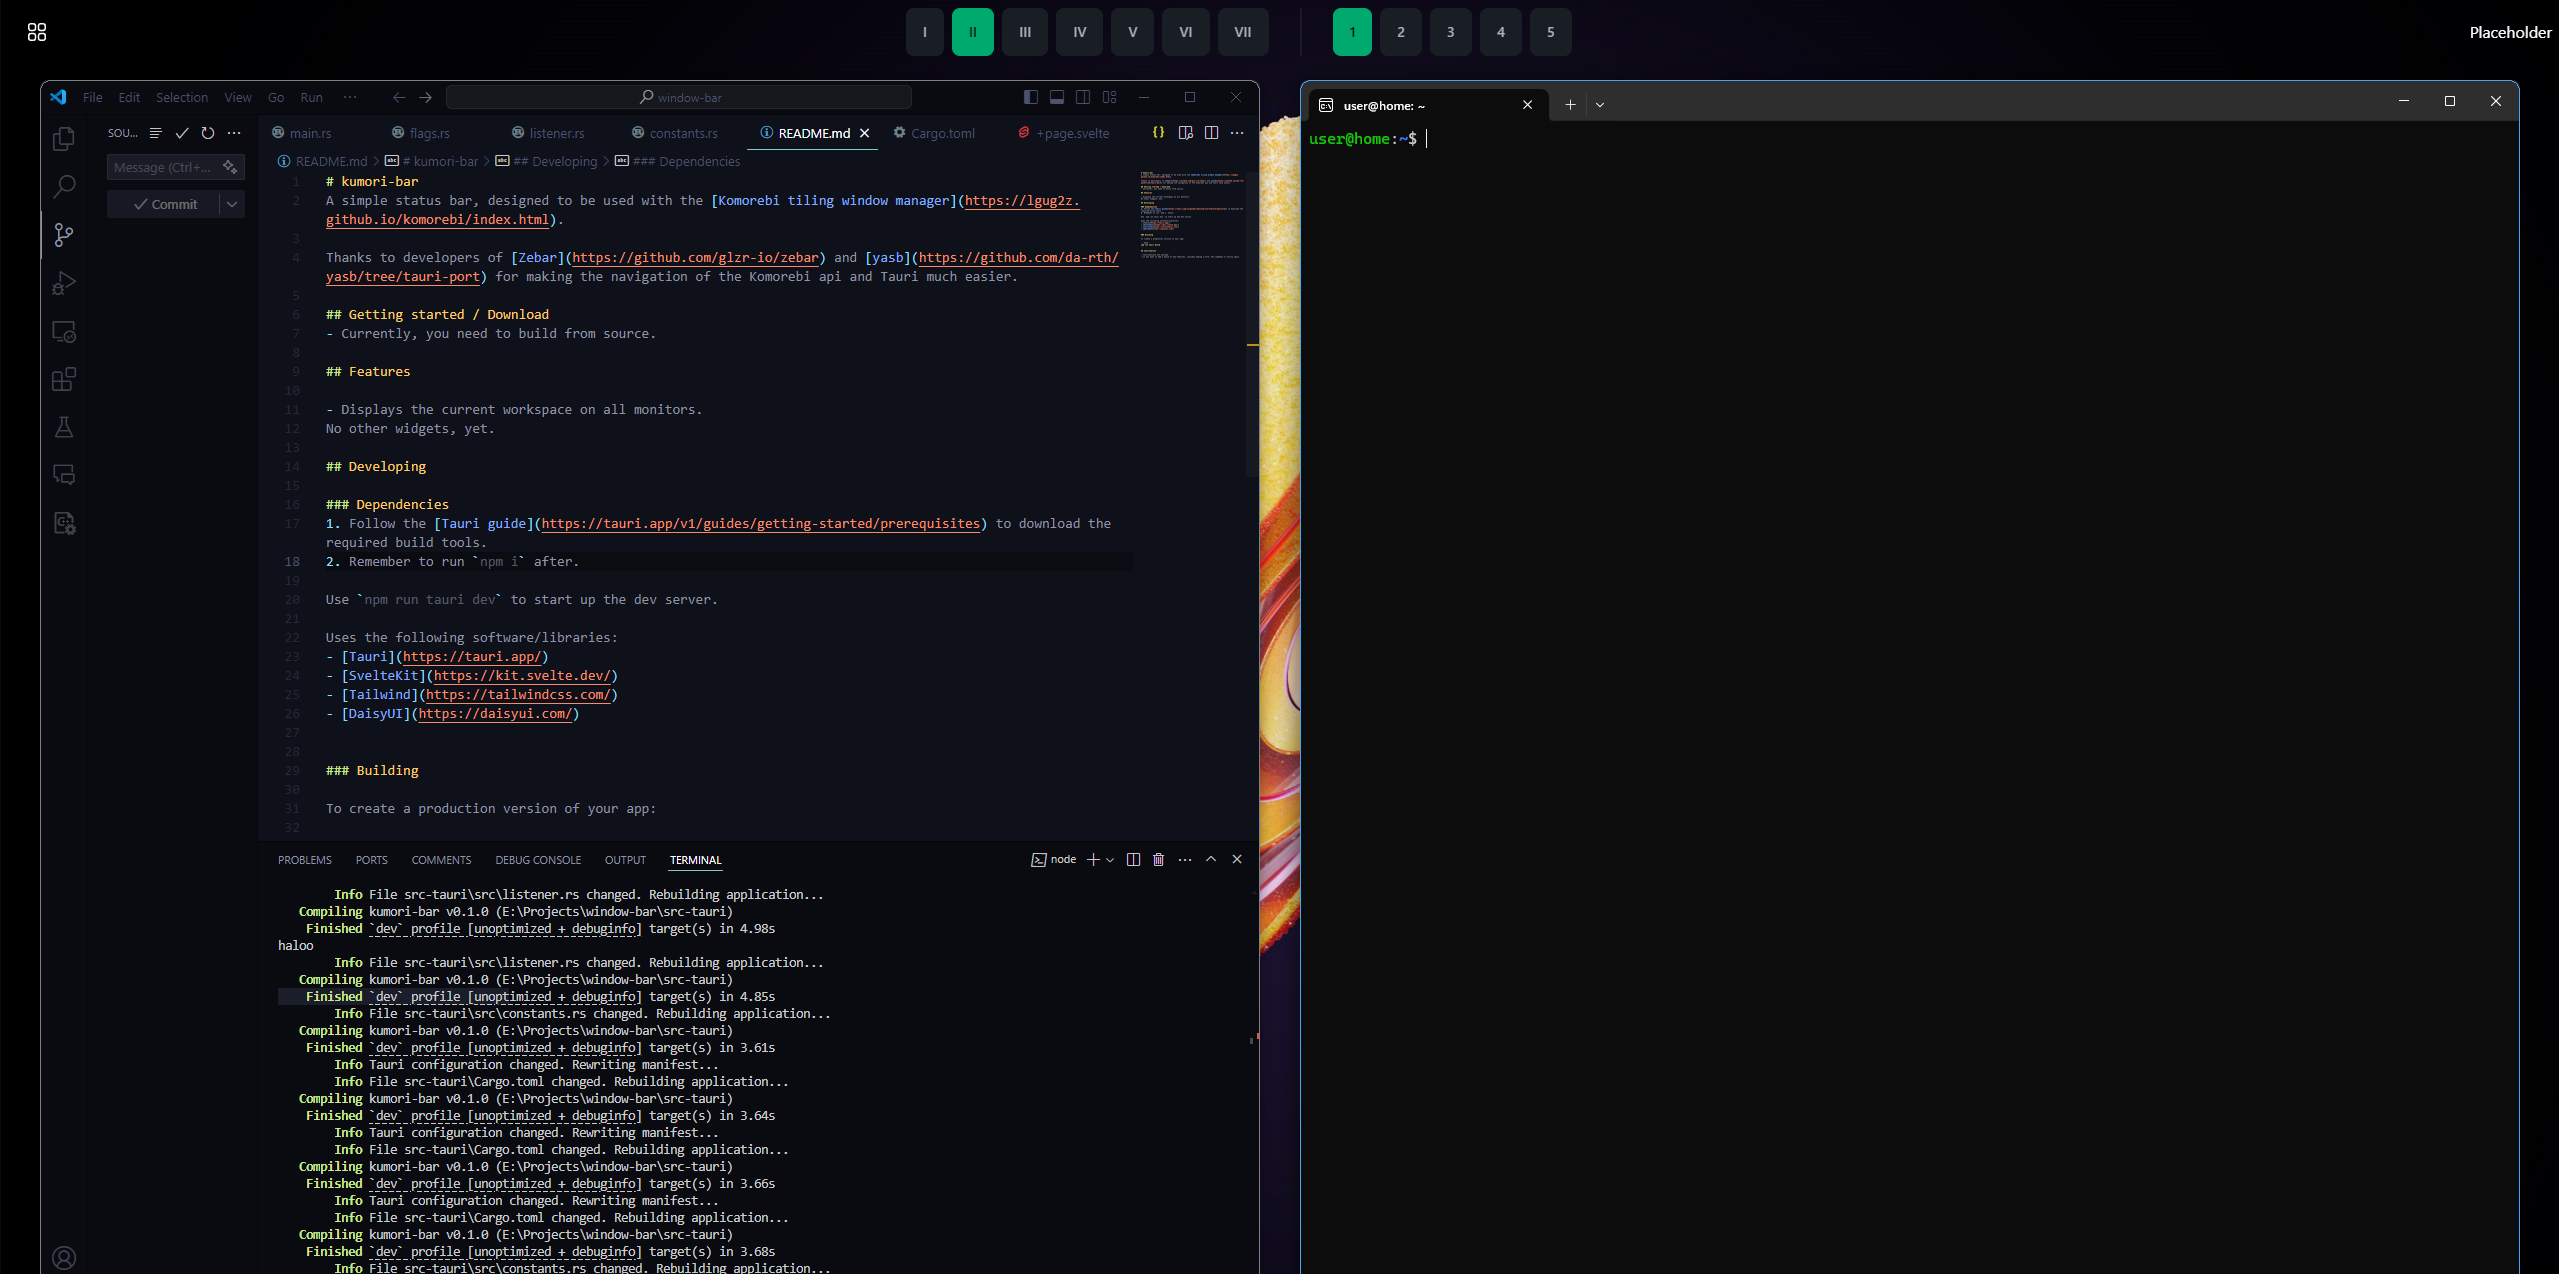 I II III IV V VI VII 1 2 3 4 5
Placeholder
File Edit Selection View Go Run ···
window-bar
SOU... ···
main.rs flags.rs listener.rs constants.rs README.md Cargo.toml +page.svelte ···
README.md > # kumori-bar > ## Developing > ### Dependencies
Message (Ctrl+...
Commit
1 # kumori-bar
2 A simple status bar, designed to be used with the [Komorebi tiling window manager](https://lgug2z.
github.io/komorebi/index.html).
3
4 Thanks to developers of [Zebar](https://github.com/glzr-io/zebar) and [yasb](https://github.com/da-rth/
yasb/tree/tauri-port) for making the navigation of the Komorebi api and Tauri much easier.
5
6 ## Getting started / Download
7 - Currently, you need to build from source.
8
9 ## Features
10
11 - Displays the current workspace on all monitors.
12 No other widgets, yet.
13
14 ## Developing
15
16 ### Dependencies
17 1. Follow the [Tauri guide](https://tauri.app/v1/guides/getting-started/prerequisites) to download the
required build tools.
18 2. Remember to run `npm i` after.
19
20 Use `npm run tauri dev` to start up the dev server.
21
22 Uses the following software/libraries:
23 - [Tauri](https://tauri.app/)
24 - [SvelteKit](https://kit.svelte.dev/)
25 - [Tailwind](https://tailwindcss.com/)
26 - [DaisyUI](https://daisyui.com/)
27
28
29 ### Building
30
31 To create a production version of your app:
32
PROBLEMS PORTS COMMENTS DEBUG CONSOLE OUTPUT TERMINAL
node ···
Info File src-tauri\src\listener.rs changed. Rebuilding application...
Compiling kumori-bar v0.1.0 (E:\Projects\window-bar\src-tauri)
Finished `dev` profile [unoptimized + debuginfo] target(s) in 4.98s
haloo
Info File src-tauri\src\listener.rs changed. Rebuilding application...
Compiling kumori-bar v0.1.0 (E:\Projects\window-bar\src-tauri)
Finished `dev` profile [unoptimized + debuginfo] target(s) in 4.85s
Info File src-tauri\src\constants.rs changed. Rebuilding application...
Compiling kumori-bar v0.1.0 (E:\Projects\window-bar\src-tauri)
Finished `dev` profile [unoptimized + debuginfo] target(s) in 3.61s
Info Tauri configuration changed. Rewriting manifest...
Info File src-tauri\Cargo.toml changed. Rebuilding application...
Compiling kumori-bar v0.1.0 (E:\Projects\window-bar\src-tauri)
Finished `dev` profile [unoptimized + debuginfo] target(s) in 3.64s
Info Tauri configuration changed. Rewriting manifest...
Info File src-tauri\Cargo.toml changed. Rebuilding application...
Compiling kumori-bar v0.1.0 (E:\Projects\window-bar\src-tauri)
Finished `dev` profile [unoptimized + debuginfo] target(s) in 3.66s
Info Tauri configuration changed. Rewriting manifest...
Info File src-tauri\Cargo.toml changed. Rebuilding application...
Compiling kumori-bar v0.1.0 (E:\Projects\window-bar\src-tauri)
Finished `dev` profile [unoptimized + debuginfo] target(s) in 3.68s
Info File src-tauri\src\constants.rs changed. Rebuilding application...
user@home: ~
user@home:~$